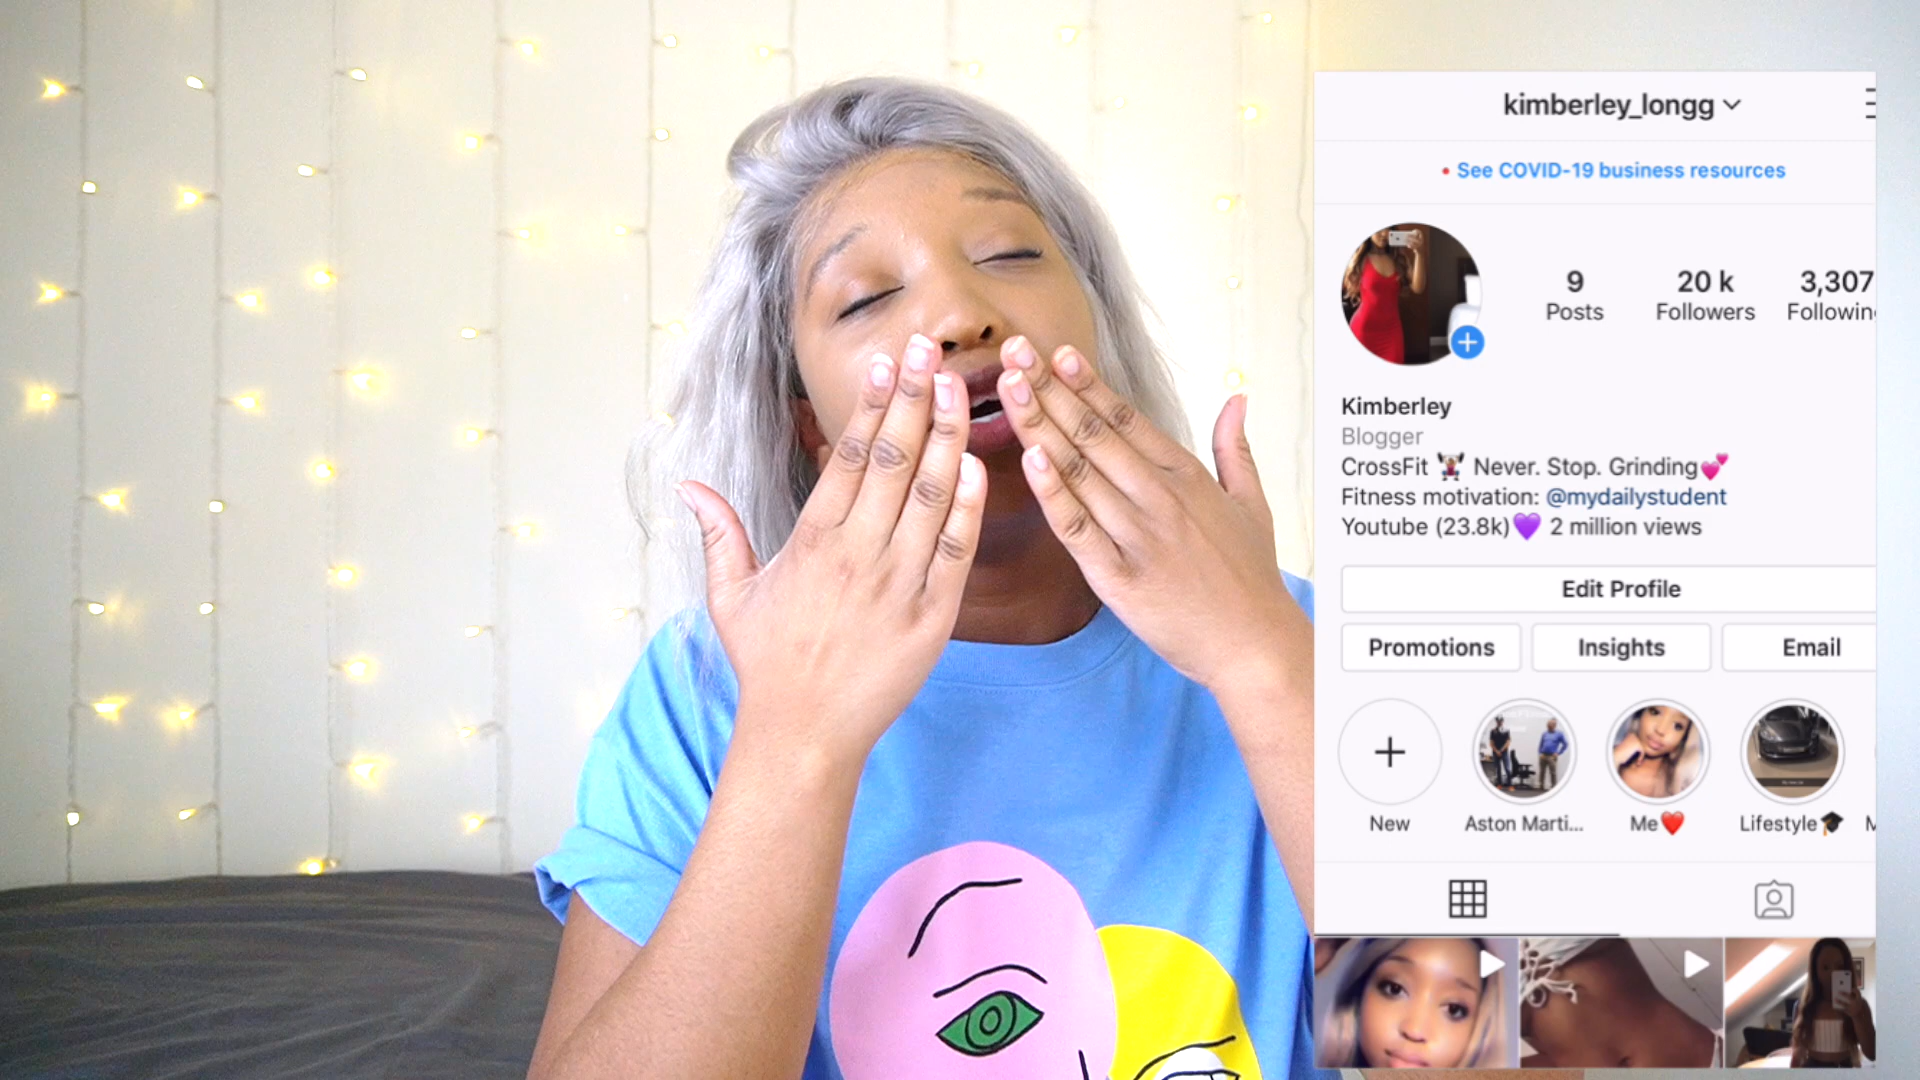 kimberley_longg
See COVID-19 business resources
9
Posts
20 k
Followers
3,307
Followin
Kimberley
Blogger
CrossFit 🏋🏽‍♀️ Never. Stop. Grinding💕
Fitness motivation: @mydailystudent
Youtube (23.8k)💜 2 million views
Edit Profile
Promotions
Insights
Email
New
Aston Marti...
Me❤️
Lifestyle🎓